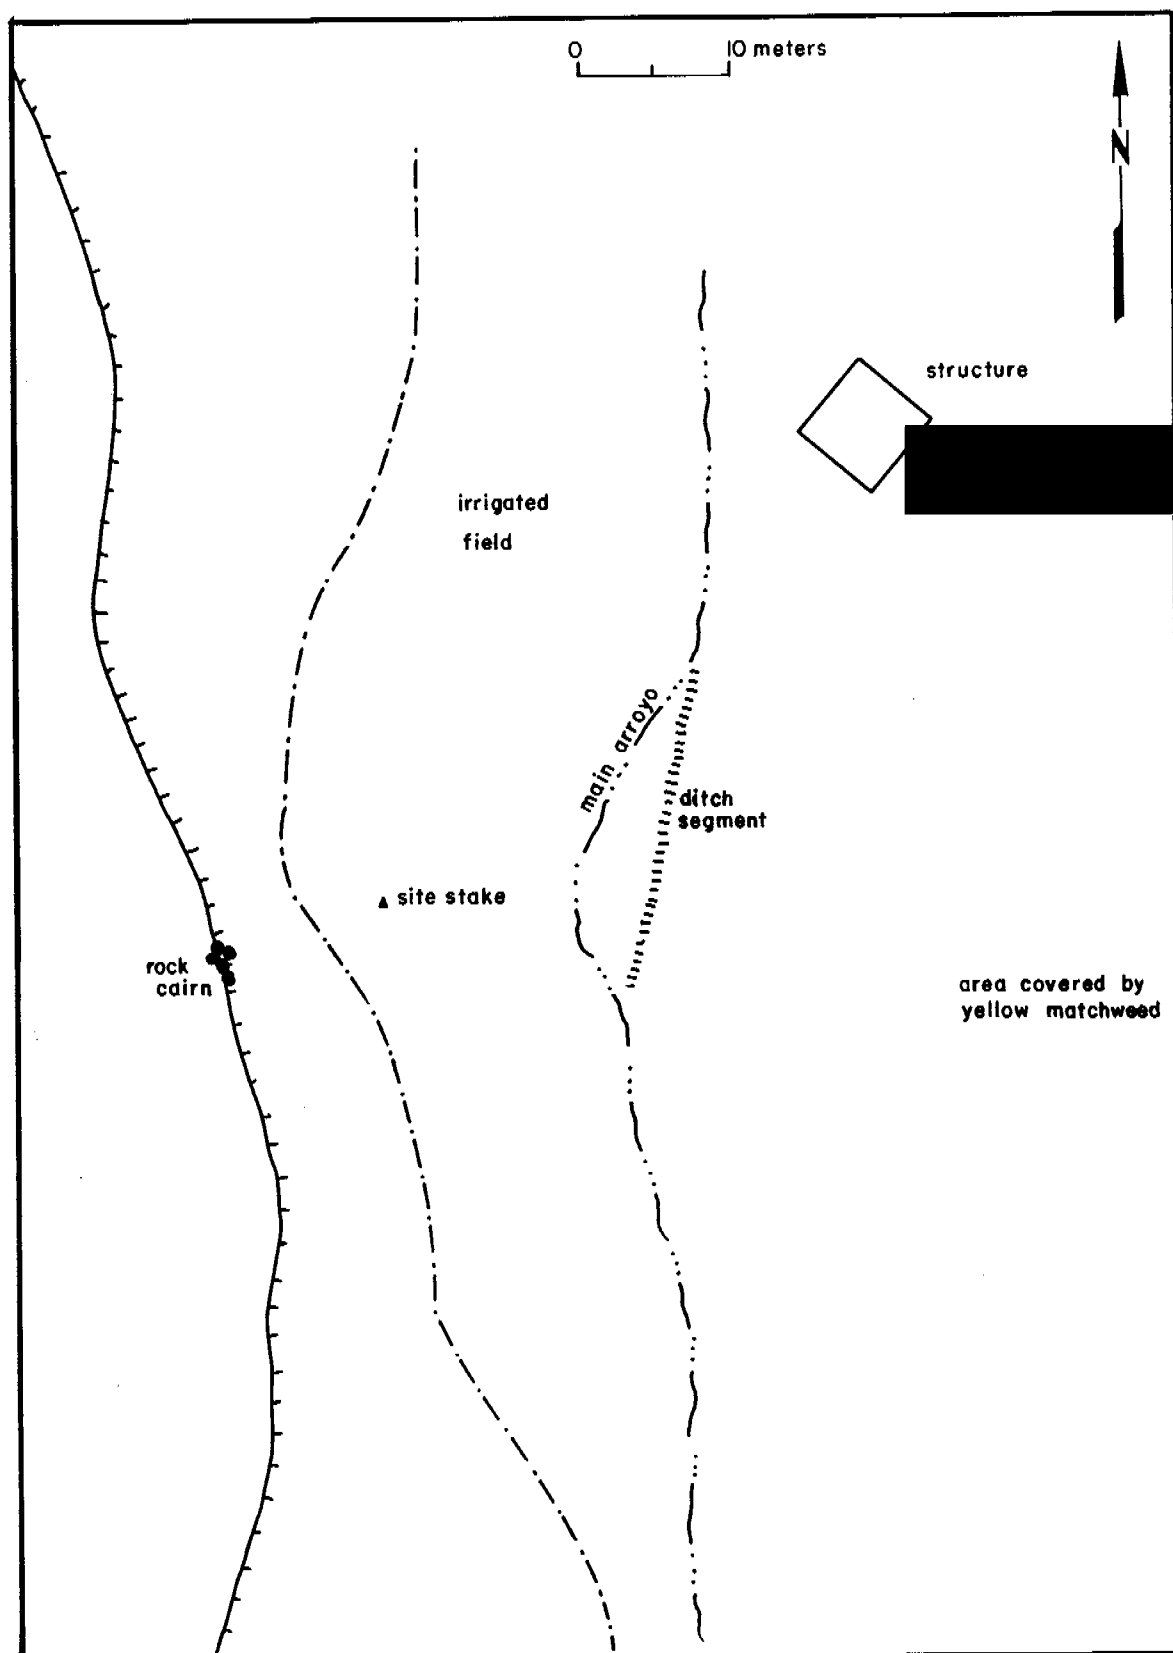 0 10 meters
N
structure
irrigated
field
main arroyo
ditch
segment
site stake
rock
cairn
area covered by
yellow matchweed